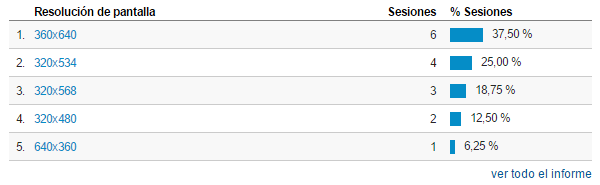 Resolución de pantalla Sesiones % Sesiones
1. 360x640 6 37,50 %
2. 320x534 4 25,00 %
3. 320x568 3 18,75 %
4. 320x480 2 12,50 %
5. 640x360 1 6,25 %
ver todo el informe